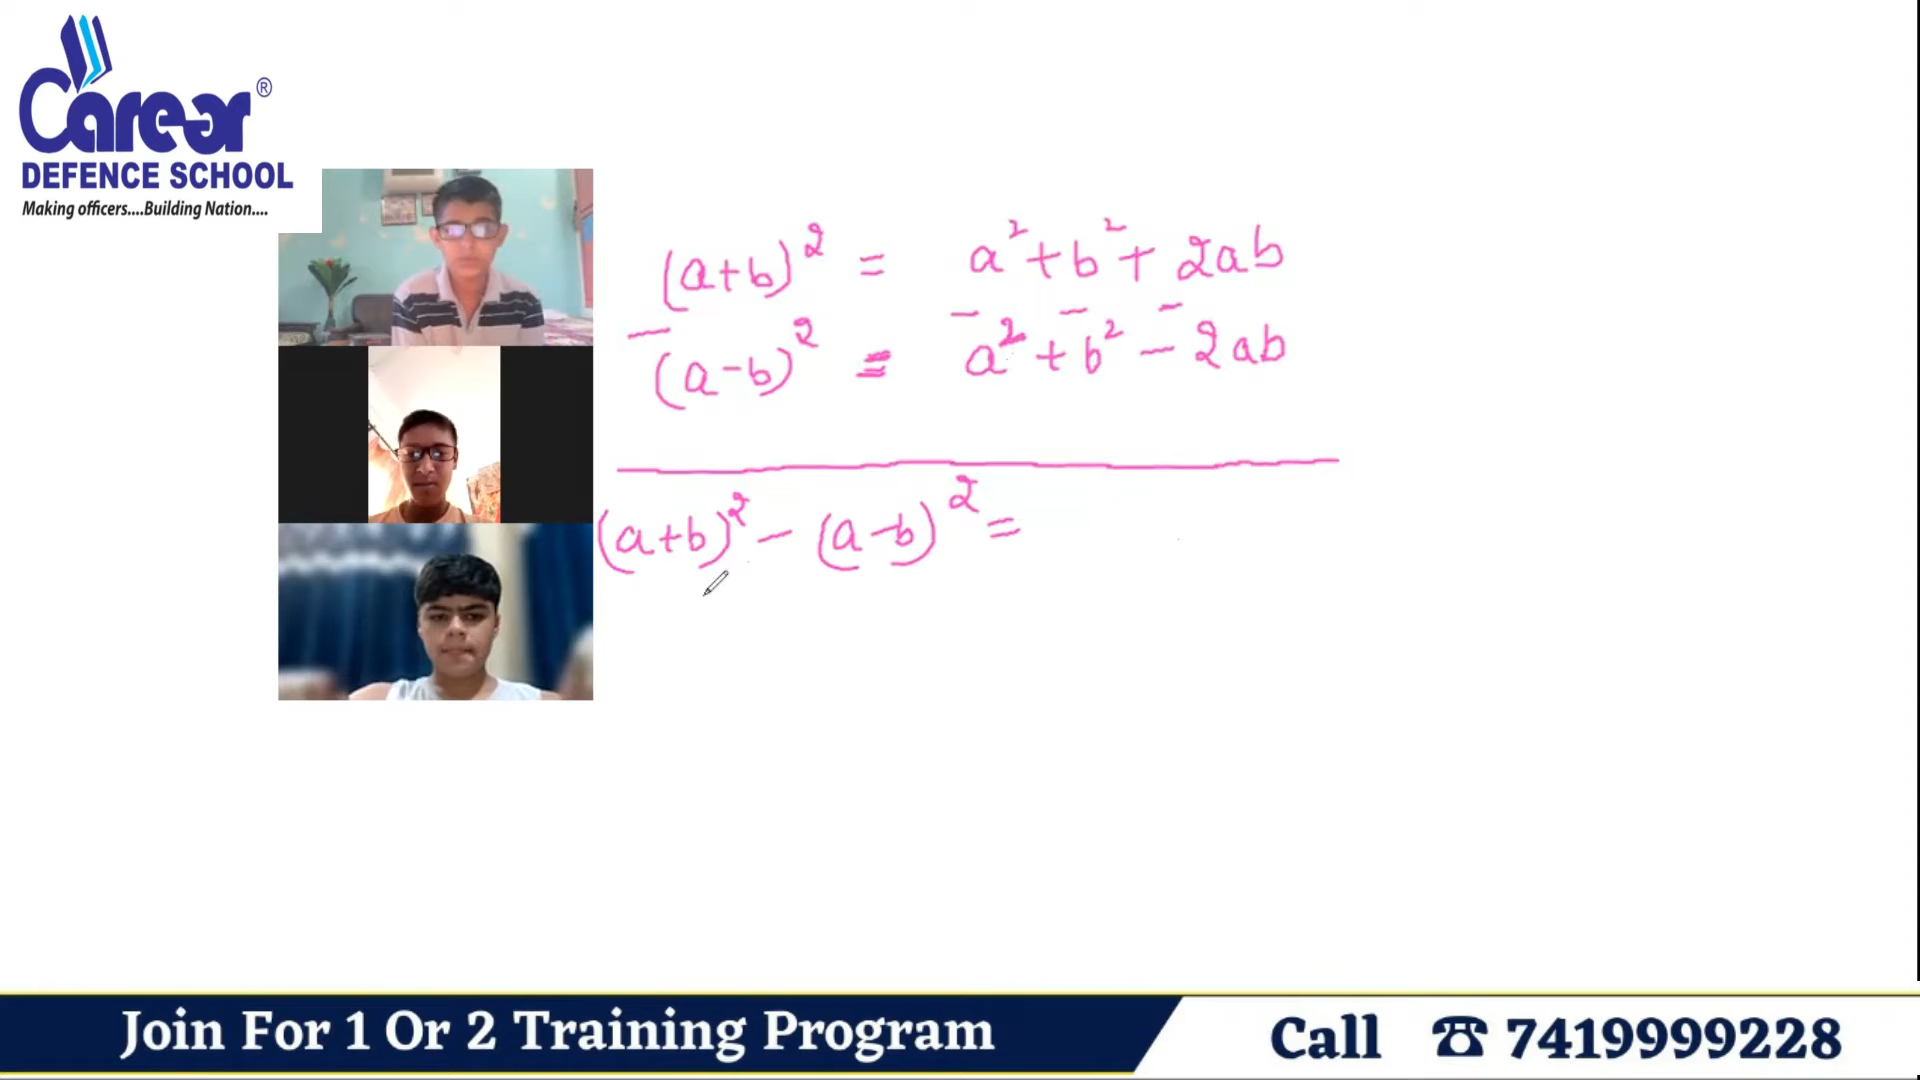 Carear®
DEFENCE SCHOOL
Making officers....Building Nation....
(a+b)² = a²+b²+ 2ab
− − − −
(a-b)² = a² + b² - 2ab
(a+b)² - (a-b)² =
Join For 1 Or 2 Training Program
Call ☎ 7419999228